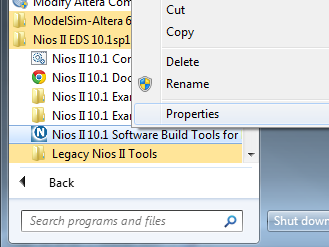 Modify Altera Com
ModelSim-Altera 6
Nios II EDS 10.1sp1
Nios II 10.1 Com
Nios II 10.1 Doc
Nios II 10.1 Exa
Nios II 10.1 Exa
Nios II 10.1 Software Build Tools for
Legacy Nios II Tools
Back
Search programs and files
Shut down
Cut
Copy
Delete
Rename
Properties